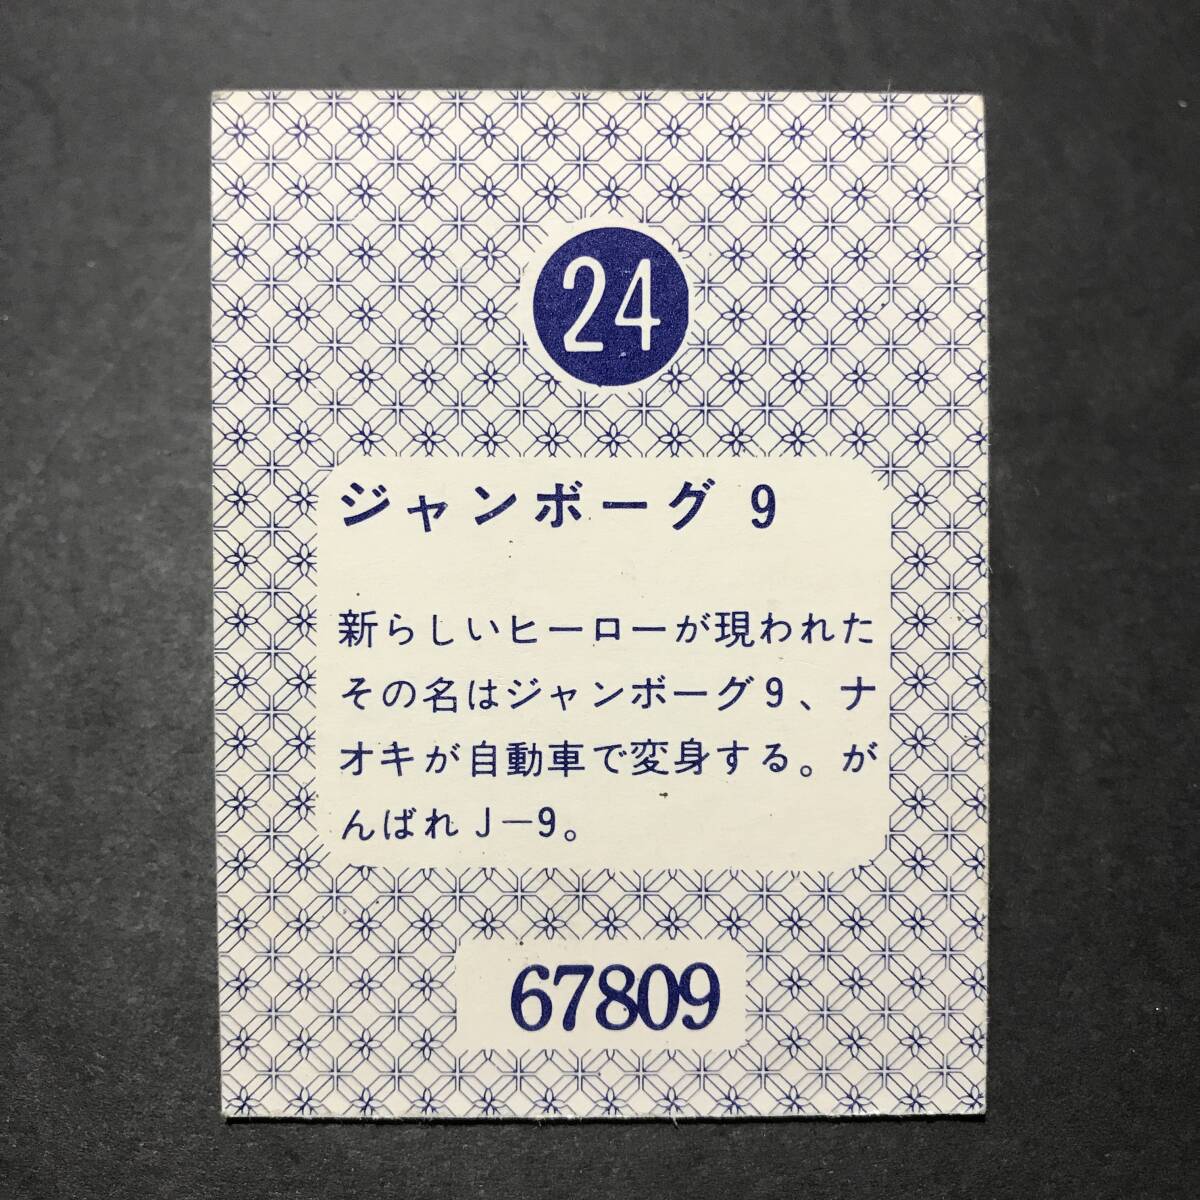 24
ジャンボーグ 9
新らしいヒーローが現われた
その名はジャンボーグ9、ナ
オキが自動車で変身する。が
んばれJ－9。
67809